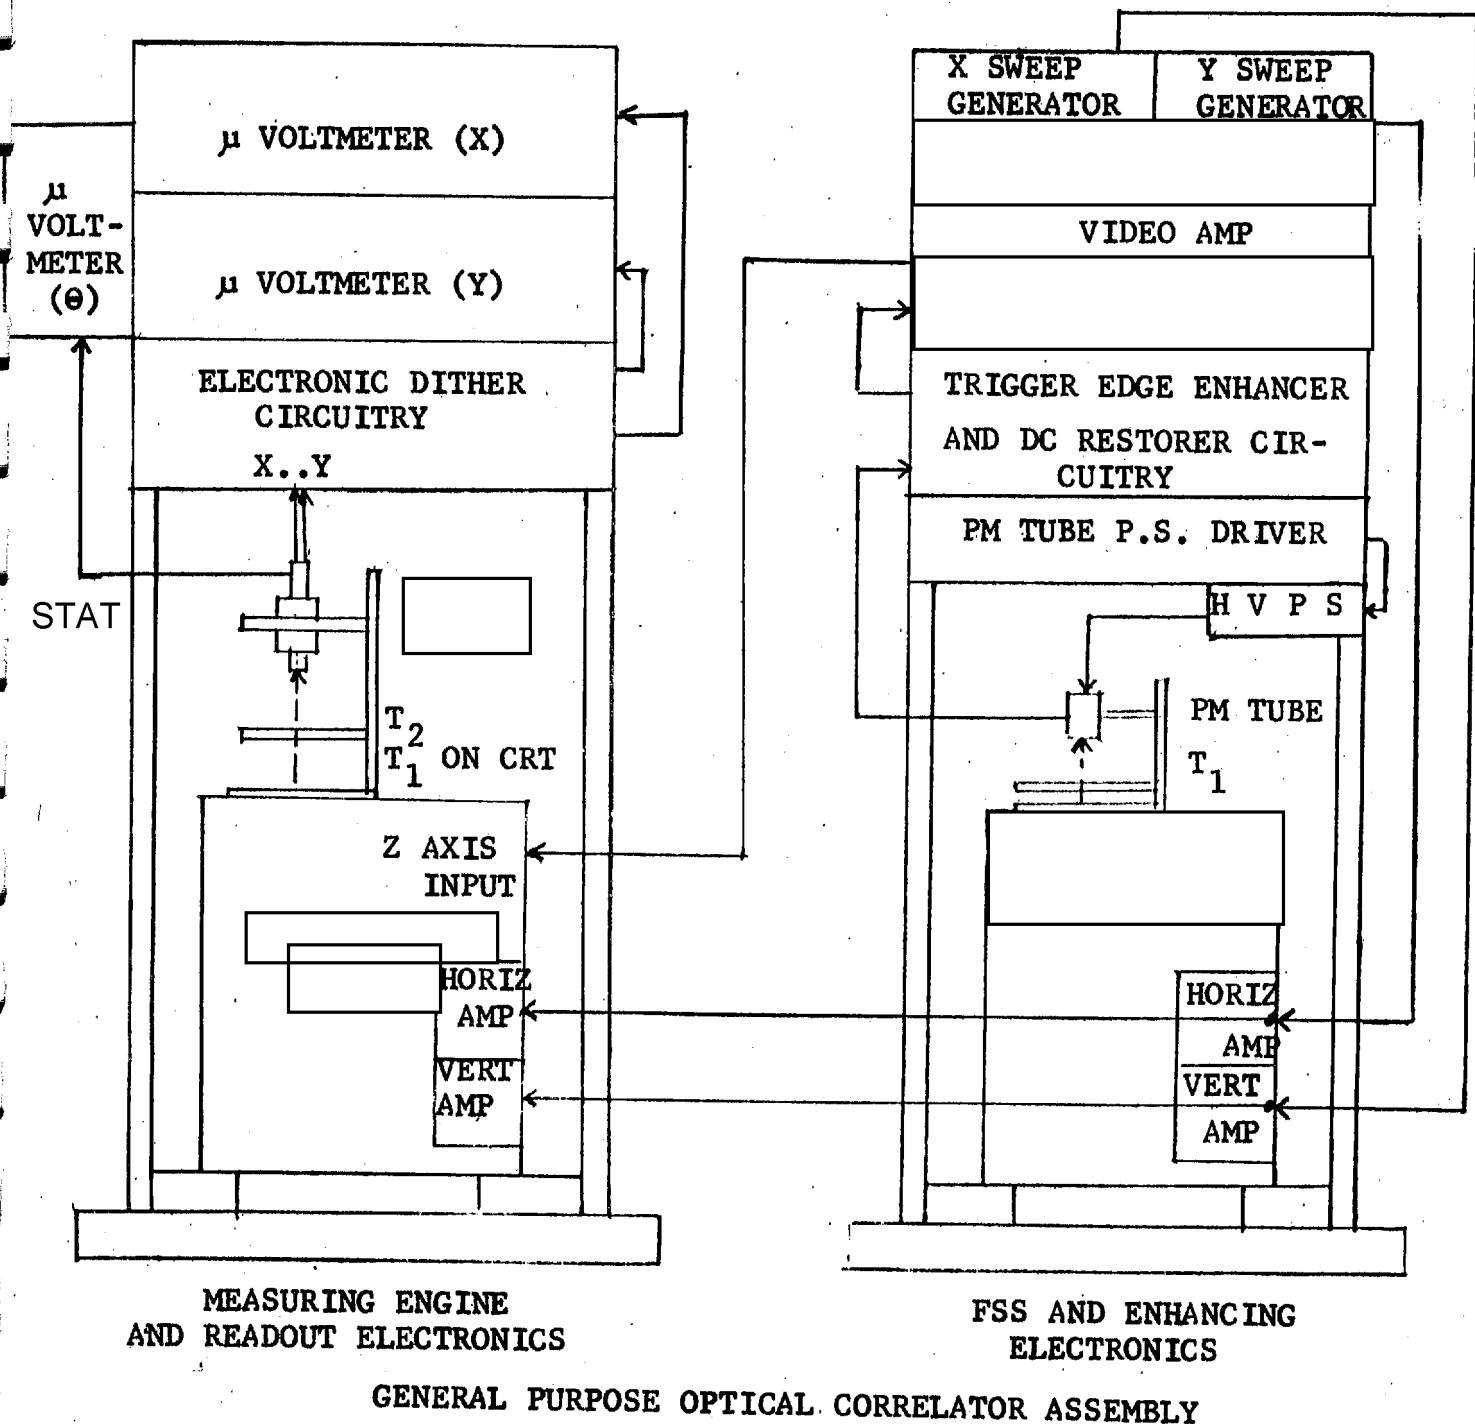 μ VOLTMETER (X)
μ
VOLT-
METER
(θ)
μ VOLTMETER (Y)
ELECTRONIC DITHER
CIRCUITRY
X..Y
STAT
T2
T1 ON CRT
Z AXIS
INPUT
HORIZ
AMP
VERT
AMP
MEASURING ENGINE
AND READOUT ELECTRONICS
X SWEEP
GENERATOR
Y SWEEP
GENERATOR
VIDEO AMP
TRIGGER EDGE ENHANCER
AND DC RESTORER CIR-
CUITRY
PM TUBE P.S. DRIVER
H V P S
PM TUBE
T1
HORIZ
AMP
VERT
AMP
FSS AND ENHANCING
ELECTRONICS
GENERAL PURPOSE OPTICAL CORRELATOR ASSEMBLY